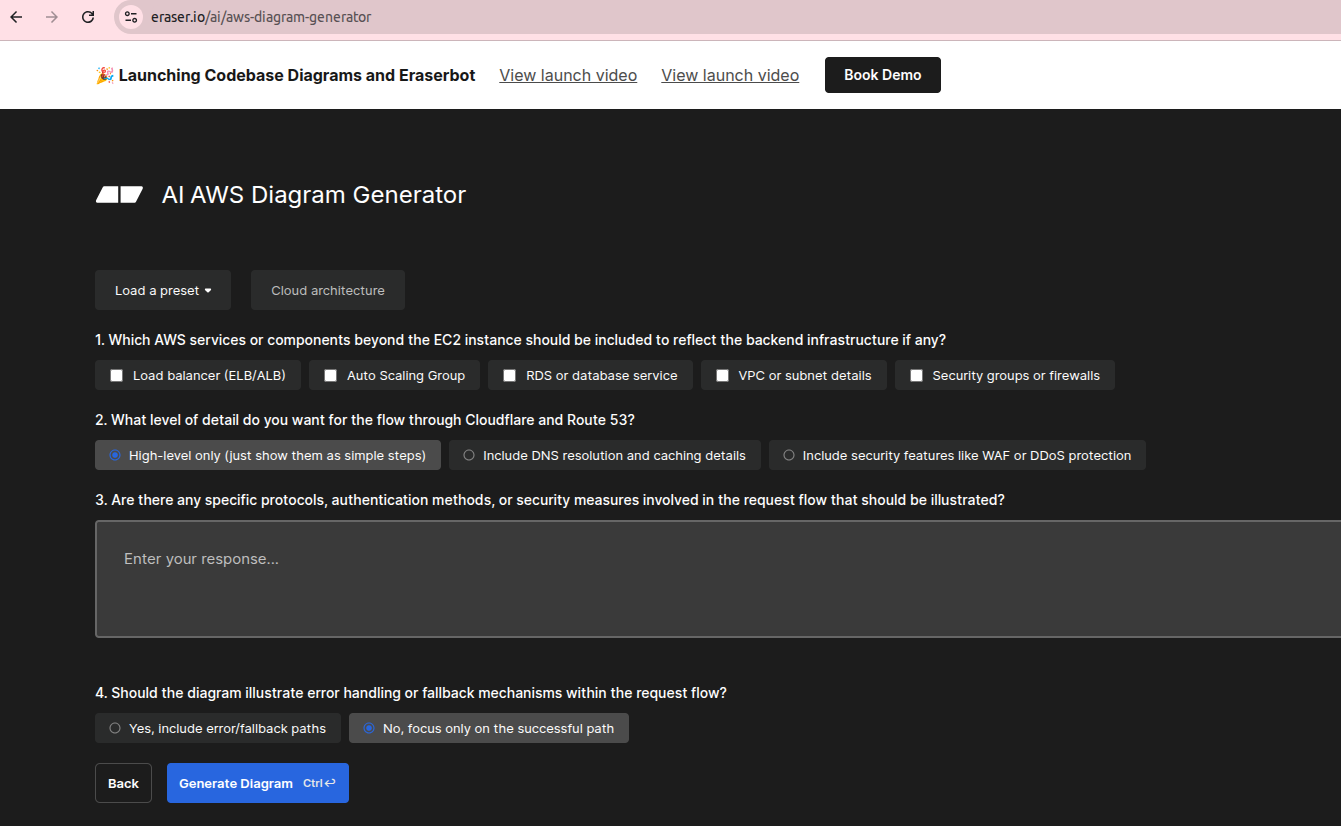 eraser.io/ai/aws-diagram-generator
🎉 Launching Codebase Diagrams and Eraserbot View launch video View launch video Book Demo
AI AWS Diagram Generator
Load a preset Cloud architecture
1. Which AWS services or components beyond the EC2 instance should be included to reflect the backend infrastructure if any?
Load balancer (ELB/ALB) Auto Scaling Group RDS or database service VPC or subnet details Security groups or firewalls
2. What level of detail do you want for the flow through Cloudflare and Route 53?
High-level only (just show them as simple steps) Include DNS resolution and caching details Include security features like WAF or DDoS protection
3. Are there any specific protocols, authentication methods, or security measures involved in the request flow that should be illustrated?
Enter your response...
4. Should the diagram illustrate error handling or fallback mechanisms within the request flow?
Yes, include error/fallback paths No, focus only on the successful path
Back Generate Diagram Ctrl↵